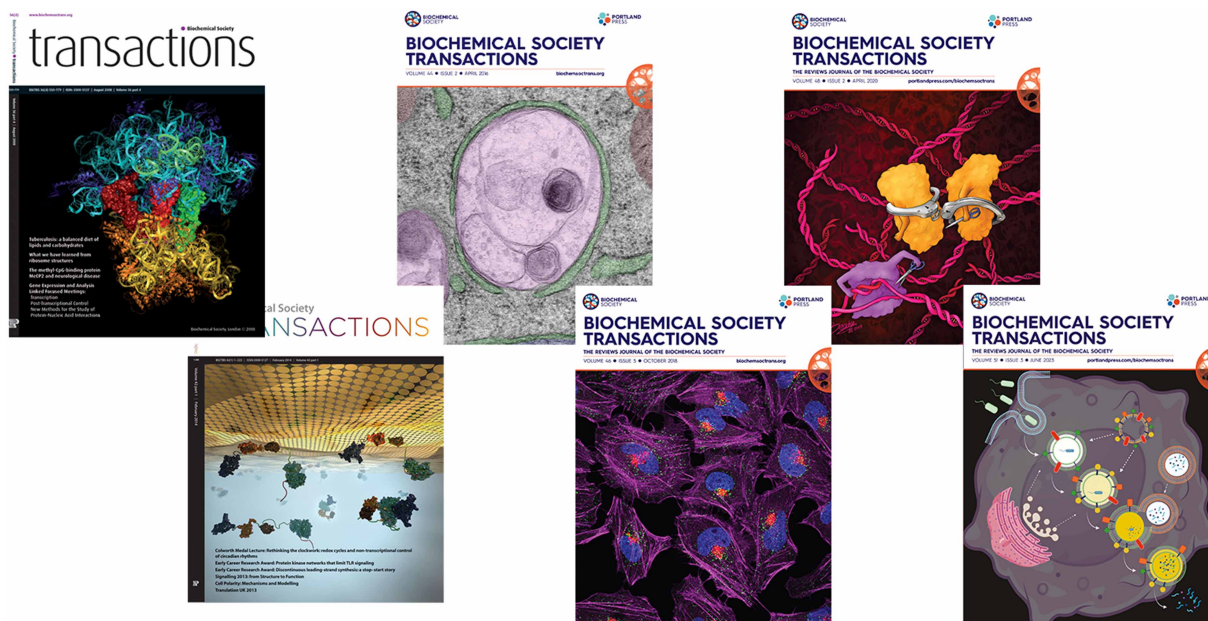 34(4) www.biochemsoctrans.org
Biochemical Society
transactions
Tuberculosis: a balanced diet of
lipids and carbohydrates
What we have learned from
ribosome structures
The methyl-CpG-binding protein
MeCP2 and neurological disease
Gene Expression and Analysis
Linked Focused Meetings:
Transcription
Post-Transcriptional Control
New Methods for the Study of
Protein-Nucleic Acid Interactions
Biochemical Society, London © 2008
BIOCHEMICAL
SOCIETY
PORTLAND
PRESS
BIOCHEMICAL SOCIETY
TRANSACTIONS
VOLUME 44 ● ISSUE 2 ● APRIL 2016 biochemsoctrans.org
BIOCHEMICAL
SOCIETY
PORTLAND
PRESS
BIOCHEMICAL SOCIETY
TRANSACTIONS
THE REVIEWS JOURNAL OF THE BIOCHEMICAL SOCIETY
VOLUME 48 ● ISSUE 2 ● APRIL 2020 portlandpress.com/biochemsoctrans
cal Society
ANSACTIONS
Colworth Medal Lecture: Rethinking the clockwork: redox cycles and non-transcriptional control
of circadian rhythms
Early Career Research Award: Protein kinase networks that limit TLR signaling
Early Career Research Award: Discontinuous leading-strand synthesis: a stop-start story
Signalling 2013: from Structure to Function
Cell Polarity: Mechanisms and Modelling
Translation UK 2013
BIOCHEMICAL
SOCIETY
PORTLAND
PRESS
BIOCHEMICAL SOCIETY
TRANSACTIONS
THE REVIEWS JOURNAL OF THE BIOCHEMICAL SOCIETY
VOLUME 46 ● ISSUE 5 ● OCTOBER 2018 biochemsoctrans.org
BIOCHEMICAL
SOCIETY
PORTLAND
PRESS
BIOCHEMICAL SOCIETY
TRANSACTIONS
THE REVIEWS JOURNAL OF THE BIOCHEMICAL SOCIETY
VOLUME 51 ● ISSUE 3 ● JUNE 2023 portlandpress.com/biochemsoctrans